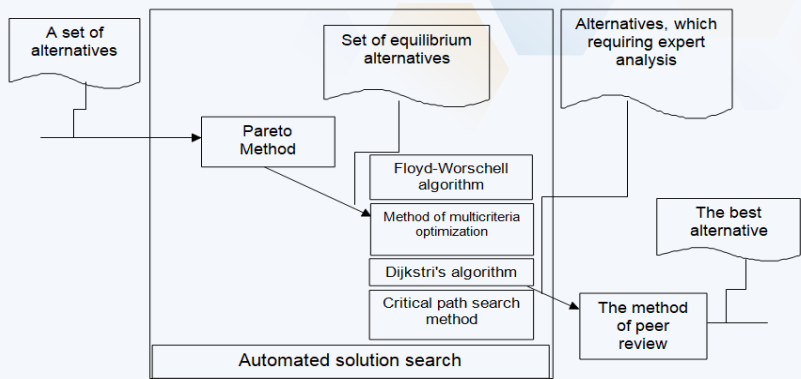 A set of
alternatives
Set of equilibrium
alternatives
Alternatives, which
requiring expert
analysis
Pareto
Method
Floyd-Worschell
algorithm
Method of multicriteria
optimization
Dijkstri's algorithm
Critical path search
method
The best
alternative
The method
of peer
review
Automated solution search